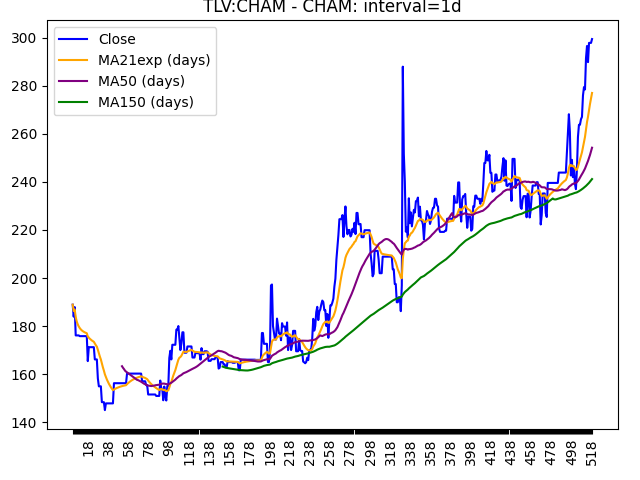 TLV:CHAM - CHAM: interval=1d
Close
MA21exp (days)
MA50 (days)
MA150 (days)
300
280
260
240
220
200
180
160
140
18 38 58 78 98 118 138 158 178 198 218 238 258 278 298 318 338 358 378 398 418 438 458 478 498 518